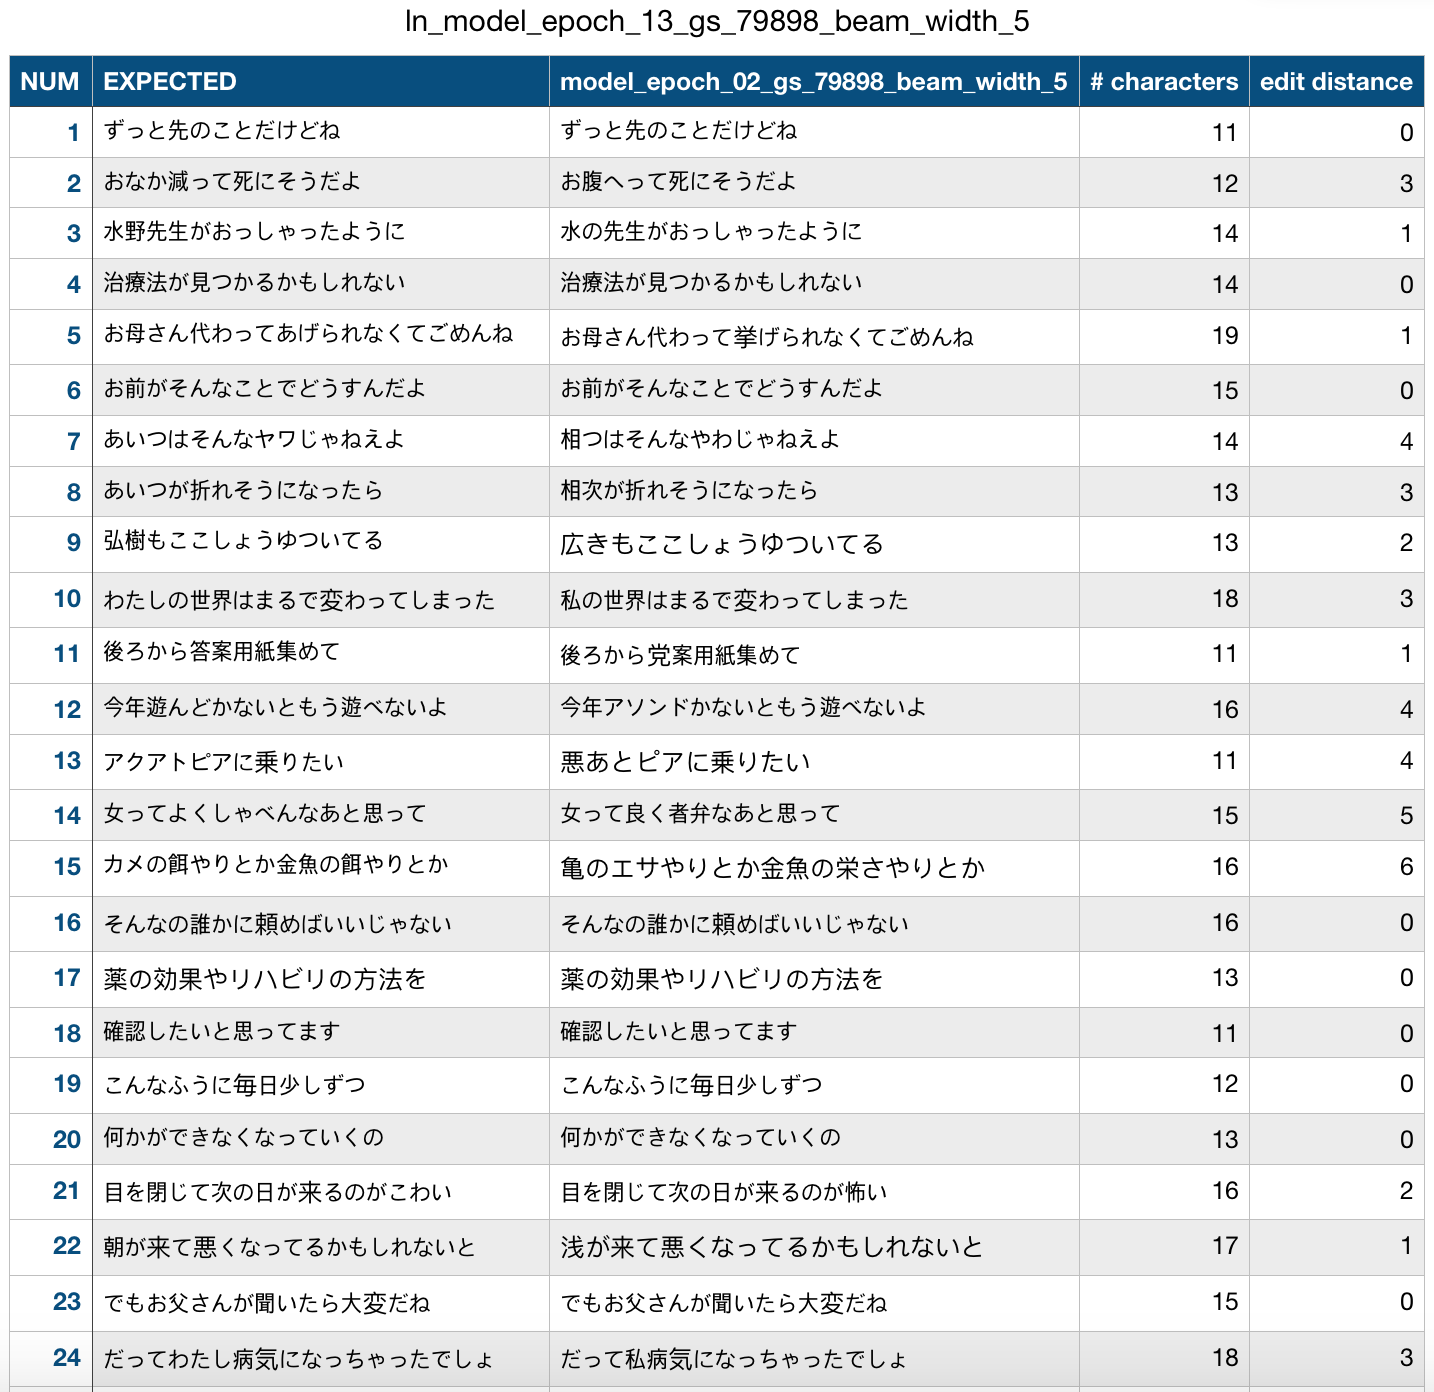 ln_model_epoch_13_gs_79898_beam_width_5
NUM EXPECTED model_epoch_02_gs_79898_beam_width_5 # characters edit distance
1 ずっと先のことだけどね ずっと先のことだけどね 11 0
2 おなか減って死にそうだよ お腹へって死にそうだよ 12 3
3 水野先生がおっしゃったように 水の先生がおっしゃったように 14 1
4 治療法が見つかるかもしれない 治療法が見つかるかもしれない 14 0
5 お母さん代わってあげられなくてごめんね お母さん代わって挙げられなくてごめんね 19 1
6 お前がそんなことでどうすんだよ お前がそんなことでどうすんだよ 15 0
7 あいつはそんなヤワじゃねえよ 相つはそんなやわじゃねえよ 14 4
8 あいつが折れそうになったら 相次が折れそうになったら 13 3
9 弘樹もここしょうゆついてる 広きもここしょうゆついてる 13 2
10 わたしの世界はまるで変わってしまった 私の世界はまるで変わってしまった 18 3
11 後ろから答案用紙集めて 後ろから党案用紙集めて 11 1
12 今年遊んどかないともう遊べないよ 今年アソンドかないともう遊べないよ 16 4
13 アクアトピアに乗りたい 悪あとピアに乗りたい 11 4
14 女ってよくしゃべんなあと思って 女って良く者弁なあと思って 15 5
15 カメの餌やりとか金魚の餌やりとか 亀のエサやりとか金魚の栄さやりとか 16 6
16 そんなの誰かに頼めばいいじゃない そんなの誰かに頼めばいいじゃない 16 0
17 薬の効果やリハビリの方法を 薬の効果やリハビリの方法を 13 0
18 確認したいと思ってます 確認したいと思ってます 11 0
19 こんなふうに毎日少しずつ こんなふうに毎日少しずつ 12 0
20 何かができなくなっていくの 何かができなくなっていくの 13 0
21 目を閉じて次の日が来るのがこわい 目を閉じて次の日が来るのが怖い 16 2
22 朝が来て悪くなってるかもしれないと 浅が来て悪くなってるかもしれないと 17 1
23 でもお父さんが聞いたら大変だね でもお父さんが聞いたら大変だね 15 0
24 だってわたし病気になっちゃったでしょ だって私病気になっちゃったでしょ 18 3